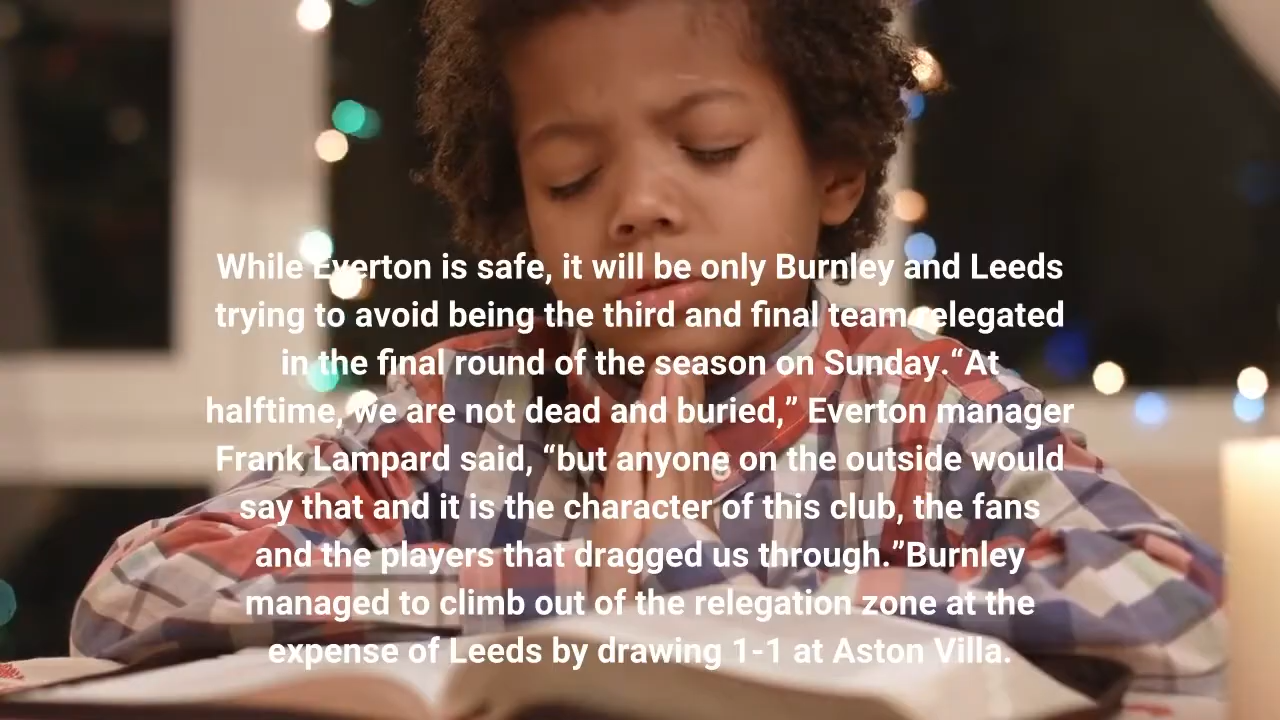 While Everton is safe, it will be only Burnley and Leeds
trying to avoid being the third and final team relegated
in the final round of the season on Sunday.“At
halftime, we are not dead and buried,” Everton manager
Frank Lampard said, “but anyone on the outside would
say that and it is the character of this club, the fans
and the players that dragged us through.”Burnley
managed to climb out of the relegation zone at the
expense of Leeds by drawing 1-1 at Aston Villa.